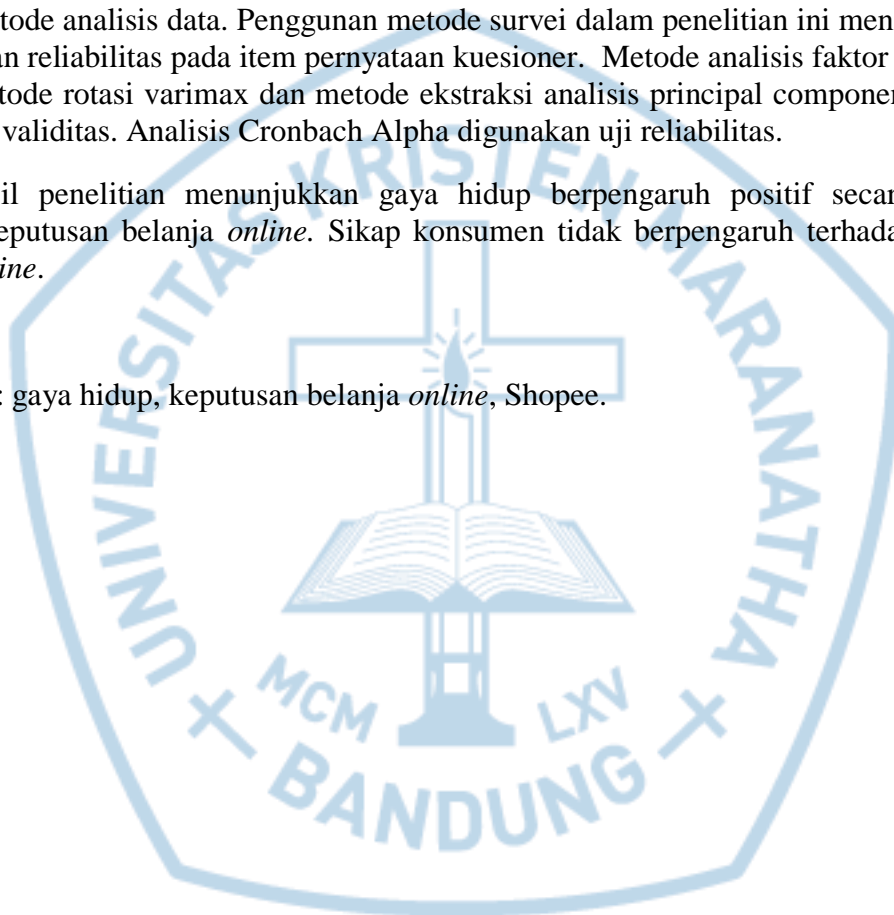 tode analisis data. Penggunan metode survei dalam penelitian ini men
an reliabilitas pada item pernyataan kuesioner. Metode analisis faktor
tode rotasi varimax dan metode ekstraksi analisis principal componen
validitas. Analisis Cronbach Alpha digunakan uji reliabilitas.
il penelitian menunjukkan gaya hidup berpengaruh positif secar
eputusan belanja online. Sikap konsumen tidak berpengaruh terhada
ine.
: gaya hidup, keputusan belanja online, Shopee.
UNIVERSITAS KRISTEN MARANATHA
MCM LXV
BANDUNG